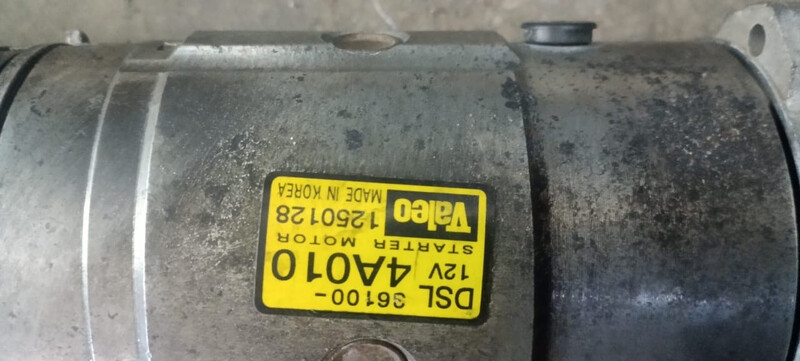 DSL 36100-
12V 4A010
STARTER MOTOR
Valeo 1250128
MADE IN KOREA